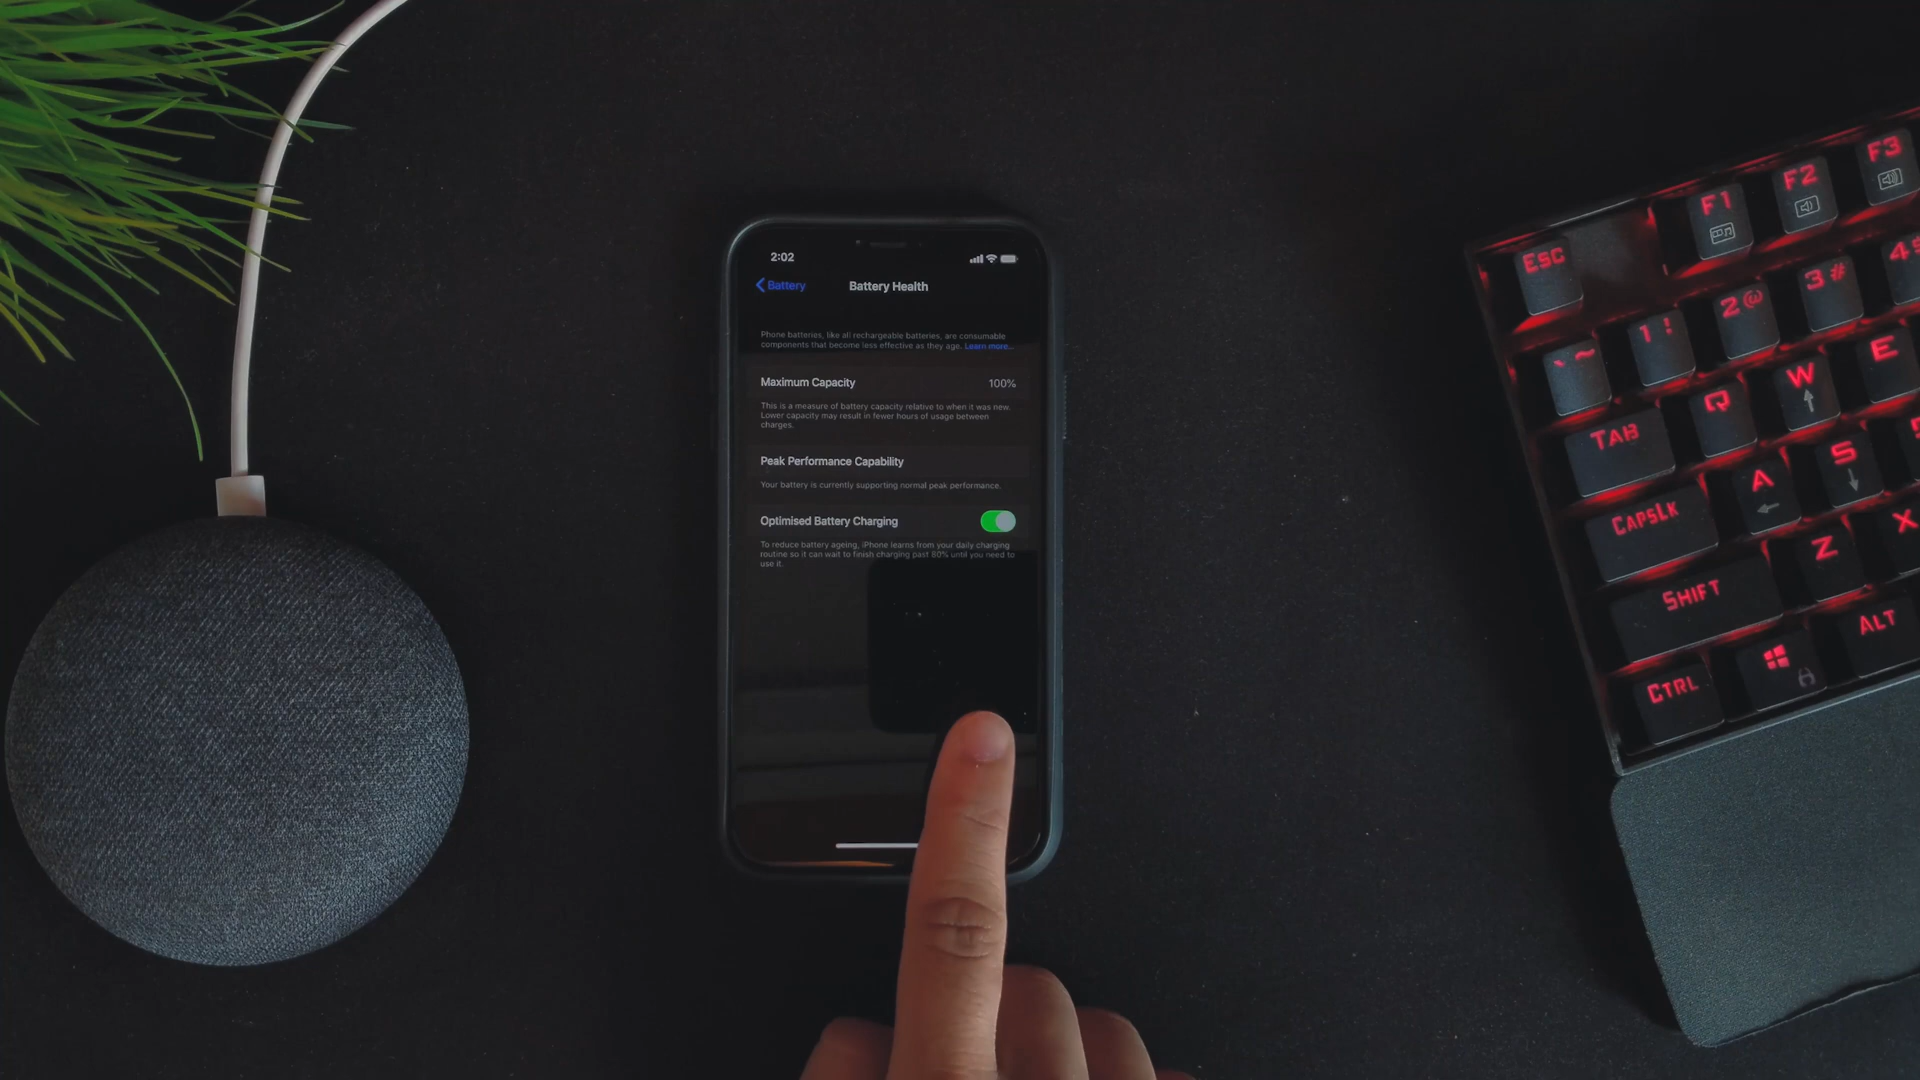 2:02
Battery
Battery Health
Phone batteries, like all rechargeable batteries, are consumable
components that become less effective as they age. Learn more...
Maximum Capacity 100%
This is a measure of battery capacity relative to when it was new.
Lower capacity may result in fewer hours of usage between
charges.
Peak Performance Capability
Your battery is currently supporting normal peak performance.
Optimised Battery Charging
To reduce battery ageing, iPhone learns from your daily charging
routine so it can wait to finish charging past 80% until you need to
use it.
ESC F1 F2 F3
` ~ 1 ! 2 @ 3 # 4
TAB Q W E
CAPSLK A S
SHIFT Z X
CTRL ALT